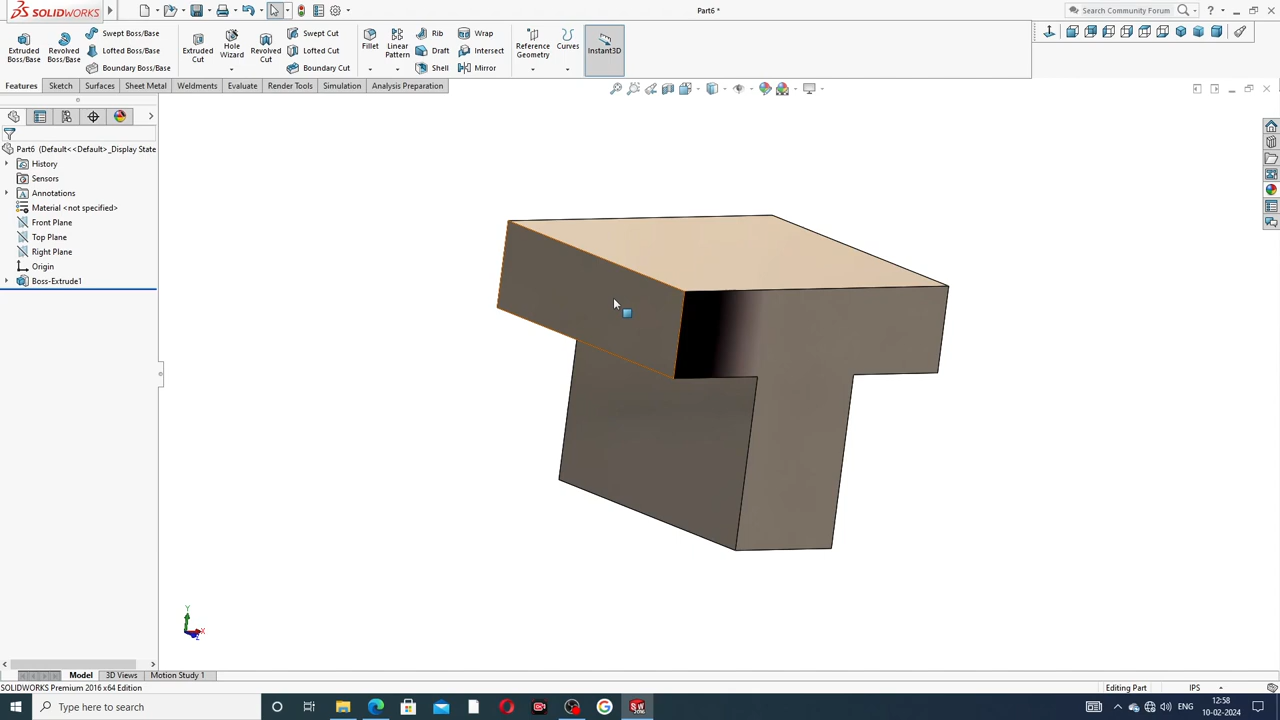 SOLIDWORKS
Part6 *
Search Community Forum
Extruded Boss/Base
Revolved Boss/Base
Swept Boss/Base
Lofted Boss/Base
Boundary Boss/Base
Extruded Cut
Hole Wizard
Revolved Cut
Swept Cut
Lofted Cut
Boundary Cut
Fillet
Linear Pattern
Rib
Draft
Shell
Wrap
Intersect
Mirror
Reference Geometry
Curves
Instant3D
Features
Sketch
Surfaces
Sheet Metal
Weldments
Evaluate
Render Tools
Simulation
Analysis Preparation
Part6 (Default<<Default>_Display State
History
Sensors
Annotations
Material <not specified>
Front Plane
Top Plane
Right Plane
Origin
Boss-Extrude1
Y
X
Z
Model
3D Views
Motion Study 1
SOLIDWORKS Premium 2016 x64 Edition
Editing Part
IPS
Type here to search
ENG
12:58
10-02-2024